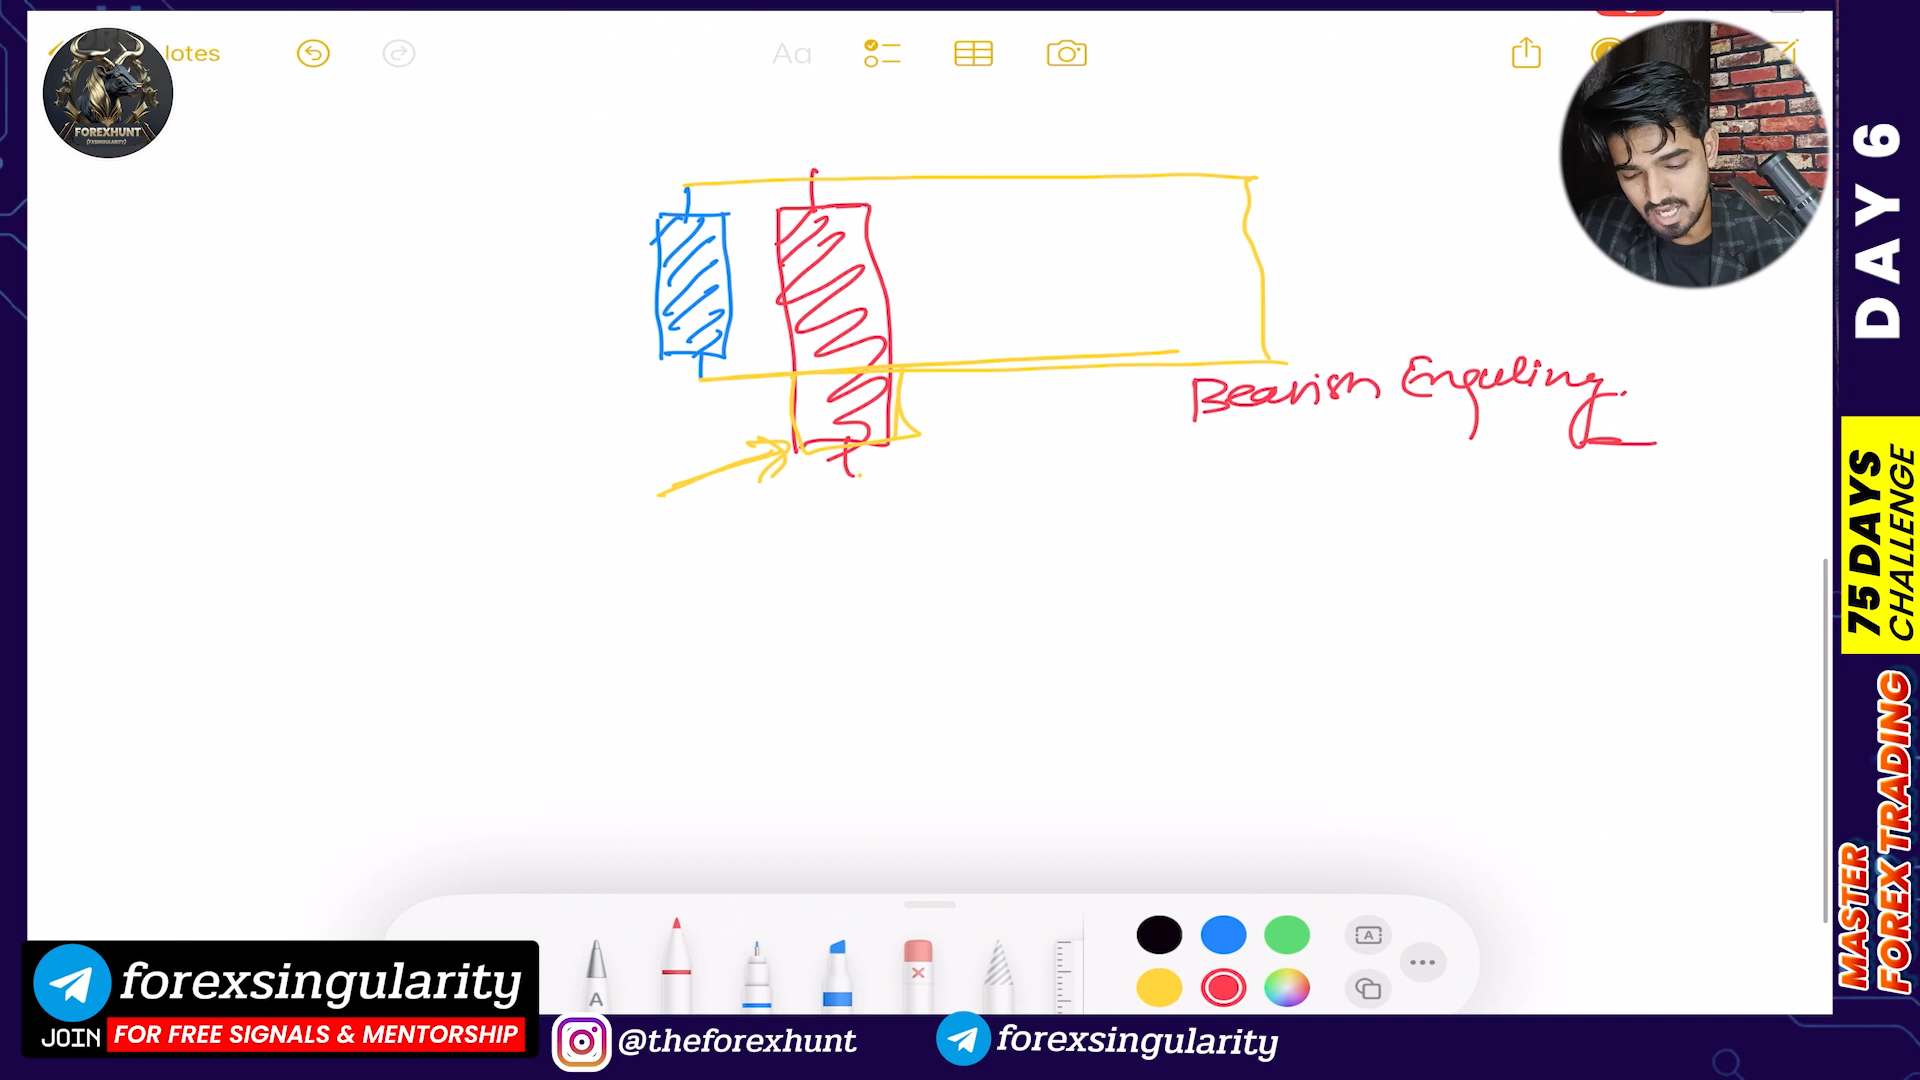 Notes
Aa
FOREXHUNT
(FXSINGULARITY)
Bearish Engulfing.
A
A
forexsingularity
JOIN FOR FREE SIGNALS & MENTORSHIP
@theforexhunt
forexsingularity
DAY 6
75 DAYS
CHALLENGE
MASTER
FOREX TRADING